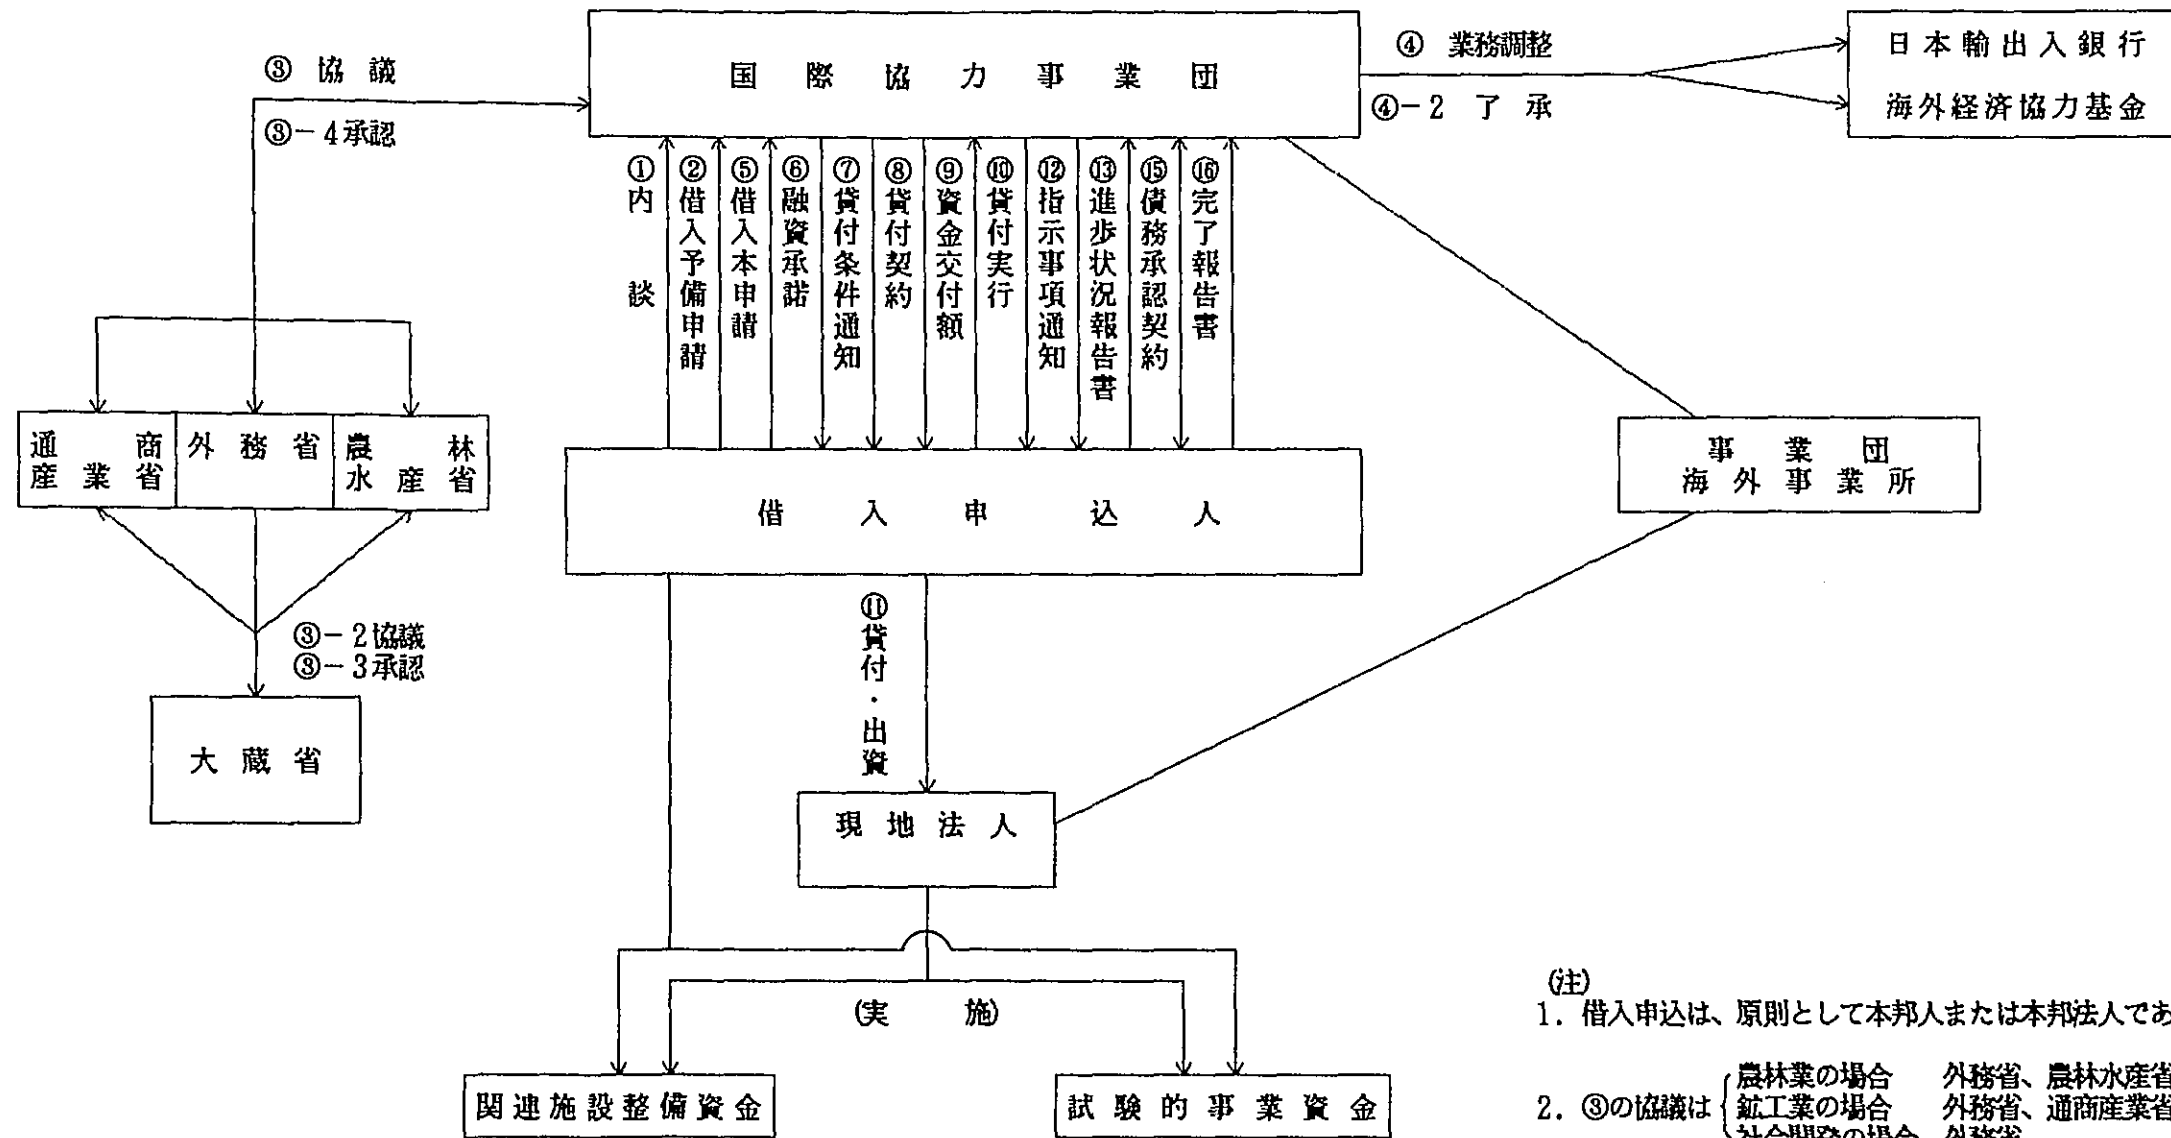 国際協力事業団
③ 協議
③－4承認
④ 業務調整
④－2 了承
日本輸出入銀行
海外経済協力基金
①内談
②借入予備申請
⑤借入本申請
⑥融資承諾
⑦貸付条件通知
⑧貸付契約
⑨資金交付額
⑩貸付実行
⑫指示事項通知
⑬進歩状況報告書
⑮債務承認契約
⑯完了報告書
通商
産業省
外務省
農林
水産省
③－2協議
③－3承認
大蔵省
借入申込人
事業団
海外事業所
⑪貸付・出資
現地法人
(実施)
関連施設整備資金
試験的事業資金
(注)
1. 借入申込は、原則として本邦人または本邦法人であ
2. ③の協議は
農林業の場合 外務省、農林水産省
鉱工業の場合 外務省、通商産業省
社会開発の場合 外務省